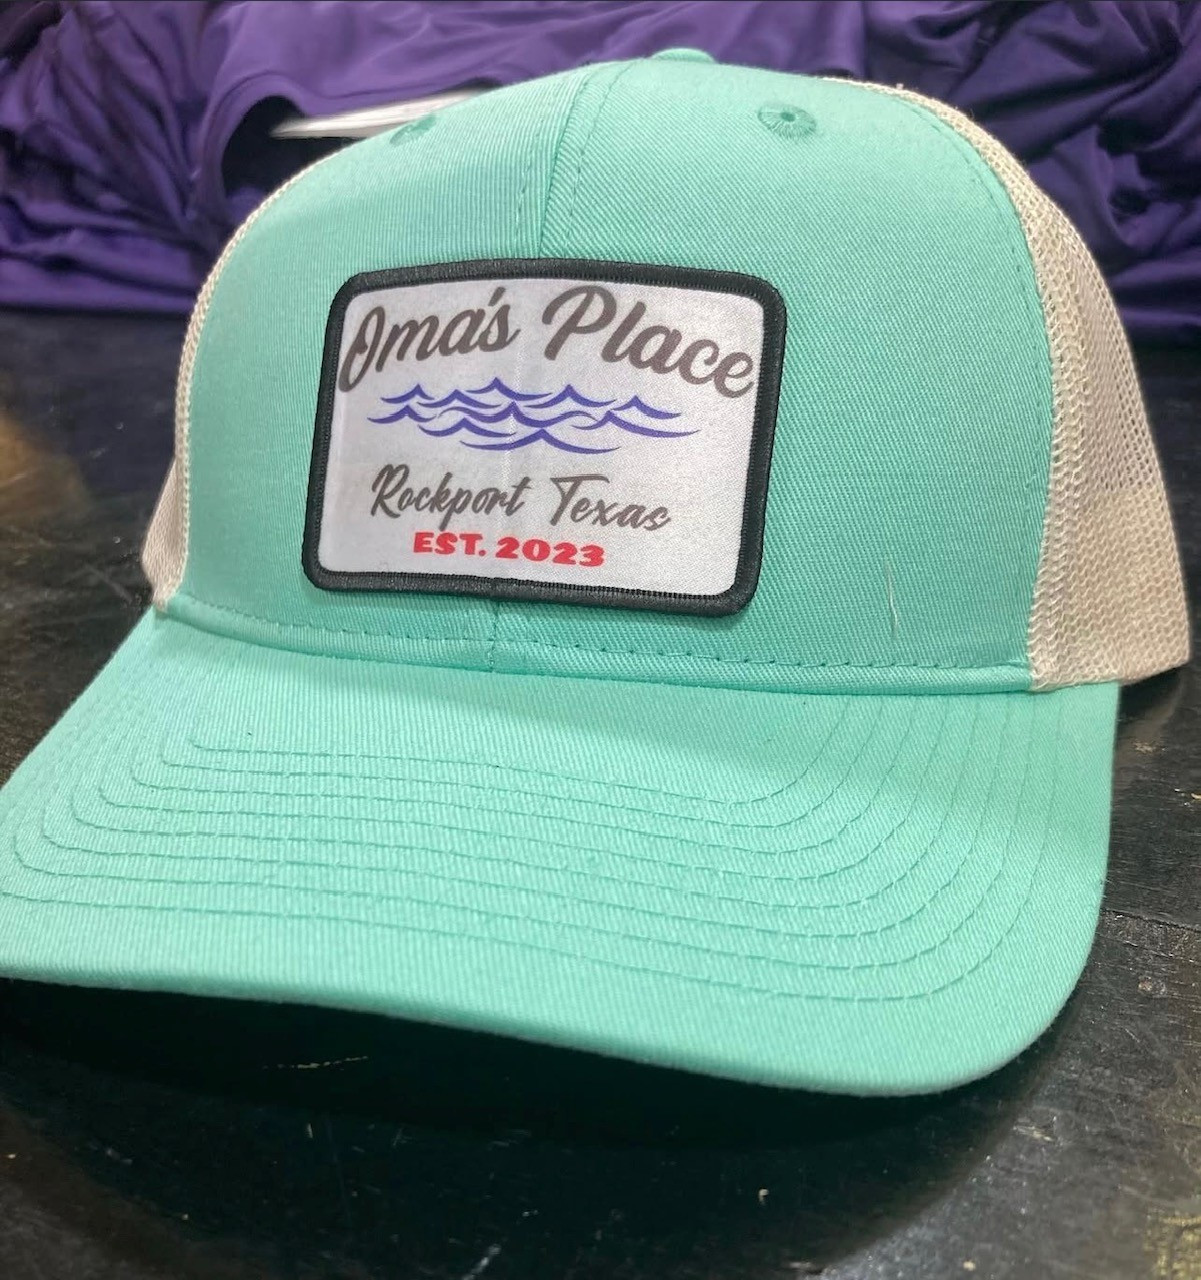 Oma's Place
Rockport Texas
EST. 2023